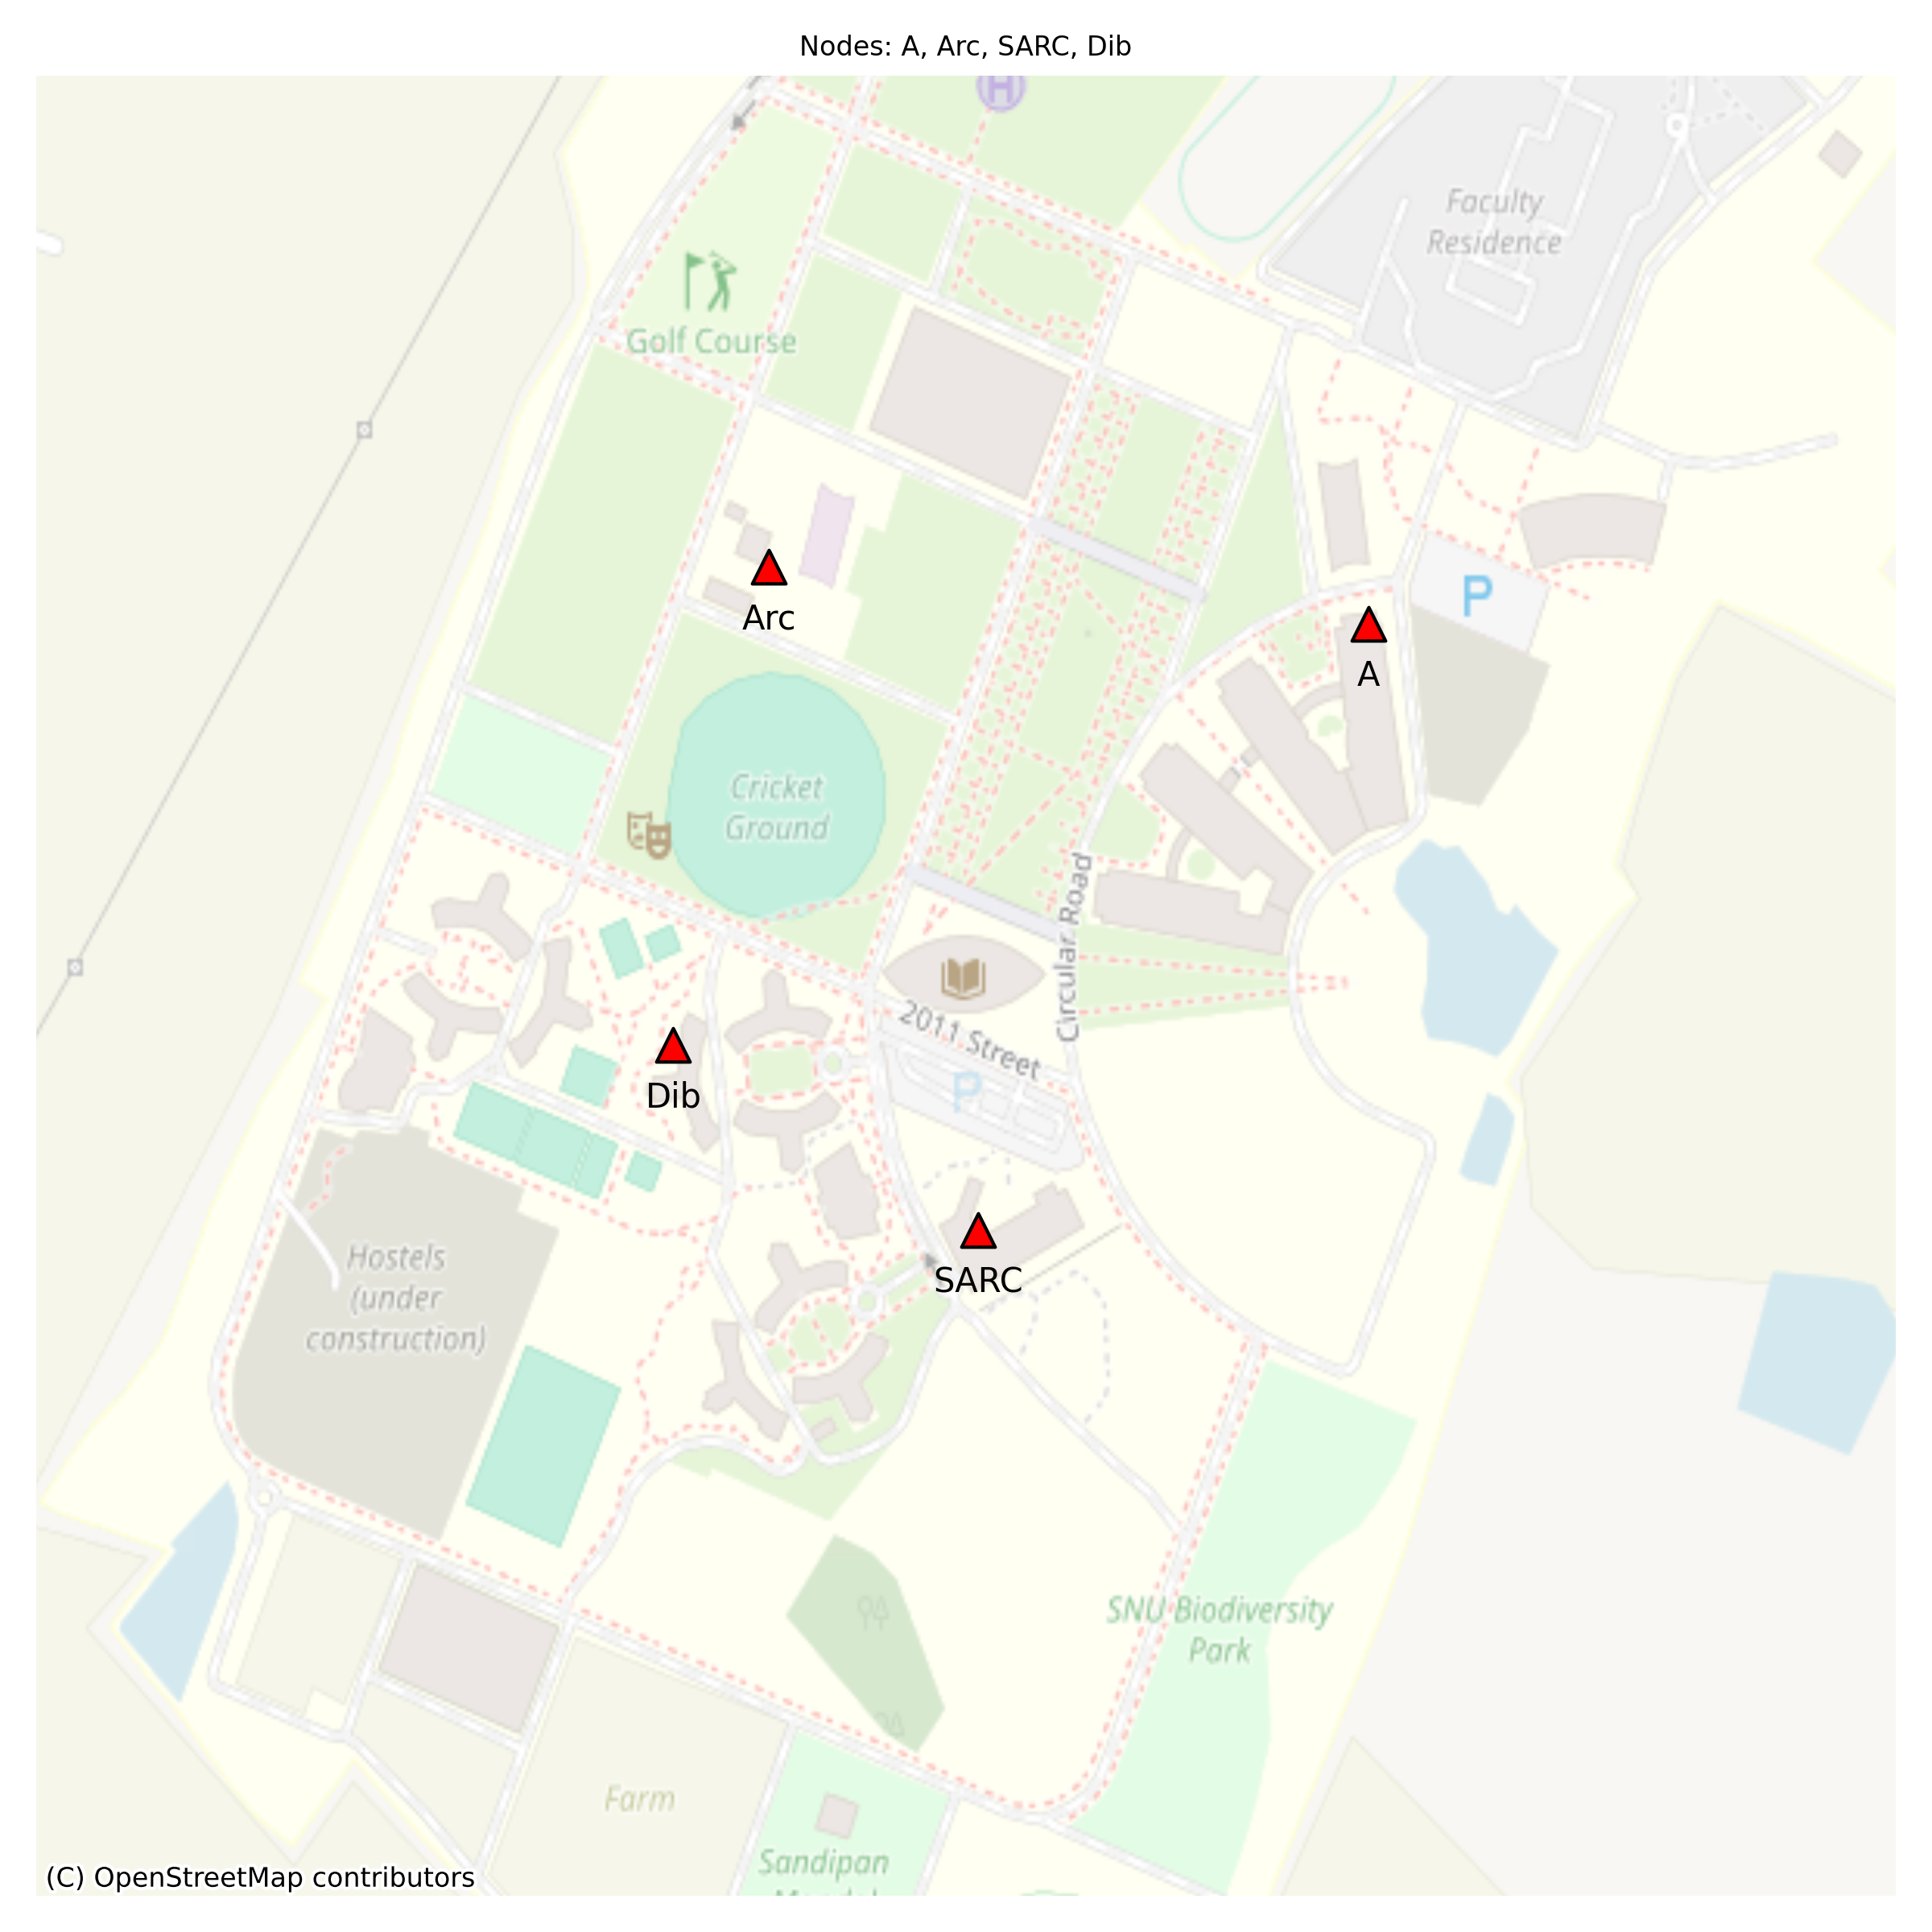 Nodes: A, Arc, SARC, Dib
H
Faculty
Residence
Golf Course
P
Arc
A
Cricket
Ground
Circular Road
2011 Street
P
Dib
SARC
Hostels
(under
construction)
SNU Biodiversity
Park
Farm
Sandipan
(C) OpenStreetMap contributors